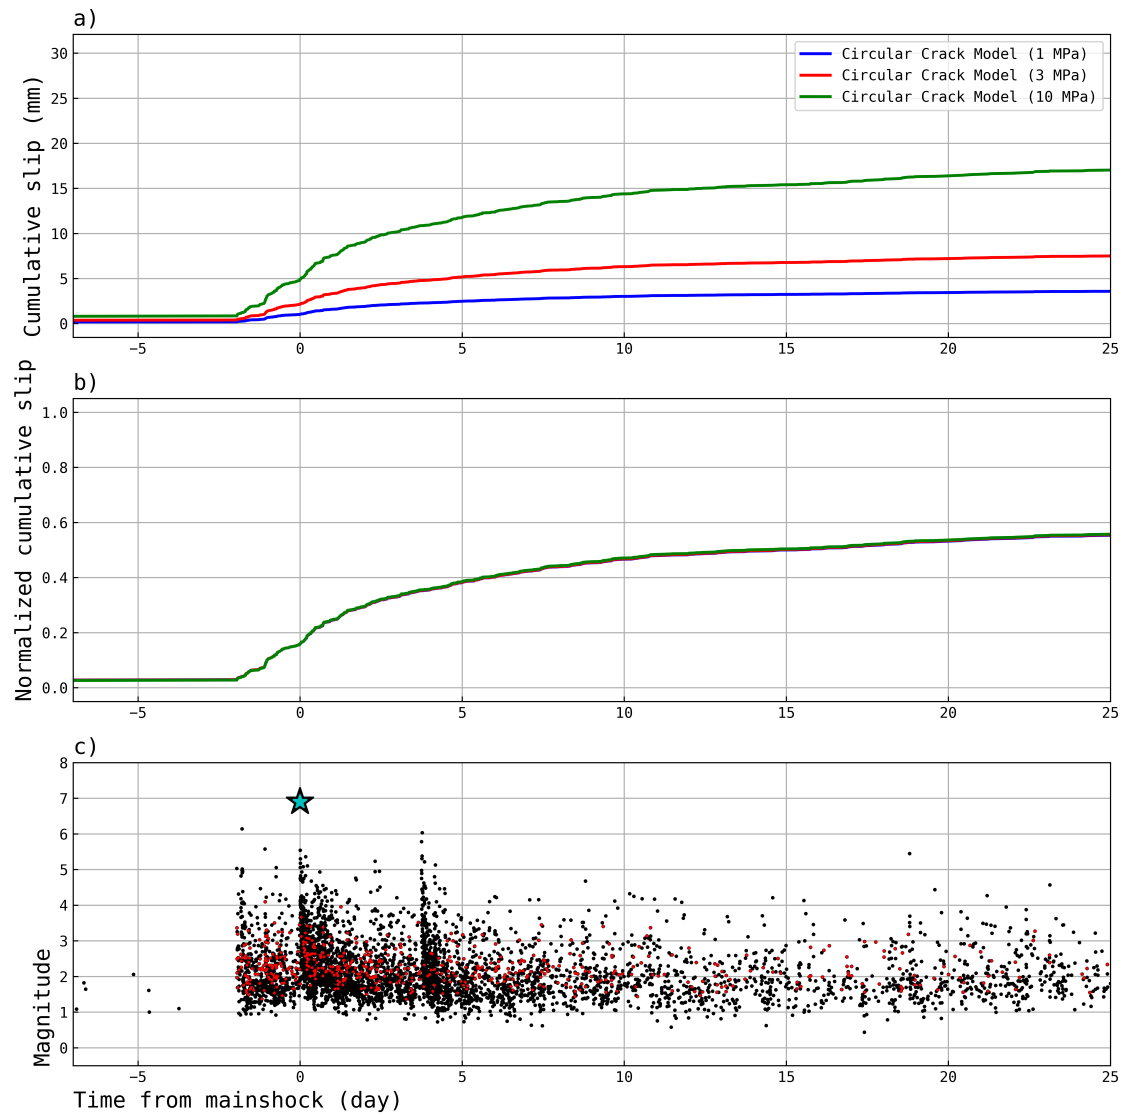 a)
Cumulative slip (mm)
30
25
20
15
10
5
0
Circular Crack Model (1 MPa)
Circular Crack Model (3 MPa)
Circular Crack Model (10 MPa)
−5 0 5 10 15 20 25
b)
Normalized cumulative slip
1.0
0.8
0.6
0.4
0.2
0.0
−5 0 5 10 15 20 25
c)
Magnitude
8
7
6
5
4
3
2
1
0
−5 0 5 10 15 20 25
Time from mainshock (day)